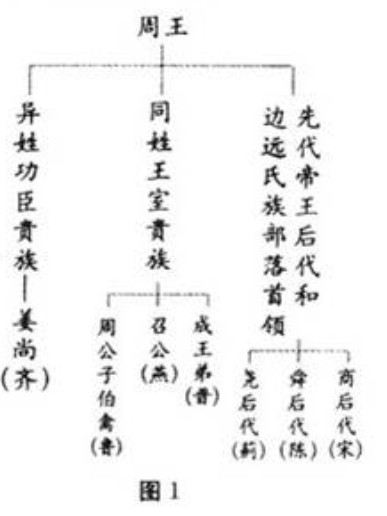 周王
异姓功臣贵族—姜尚(齐)
同姓王室贵族
周公子伯禽(鲁)
召公(燕)
成王弟(晋)
先代帝王后代和
边远氏族部落首领
尧后代(蓟)
舜后代(陈)
商后代(宋)
图1